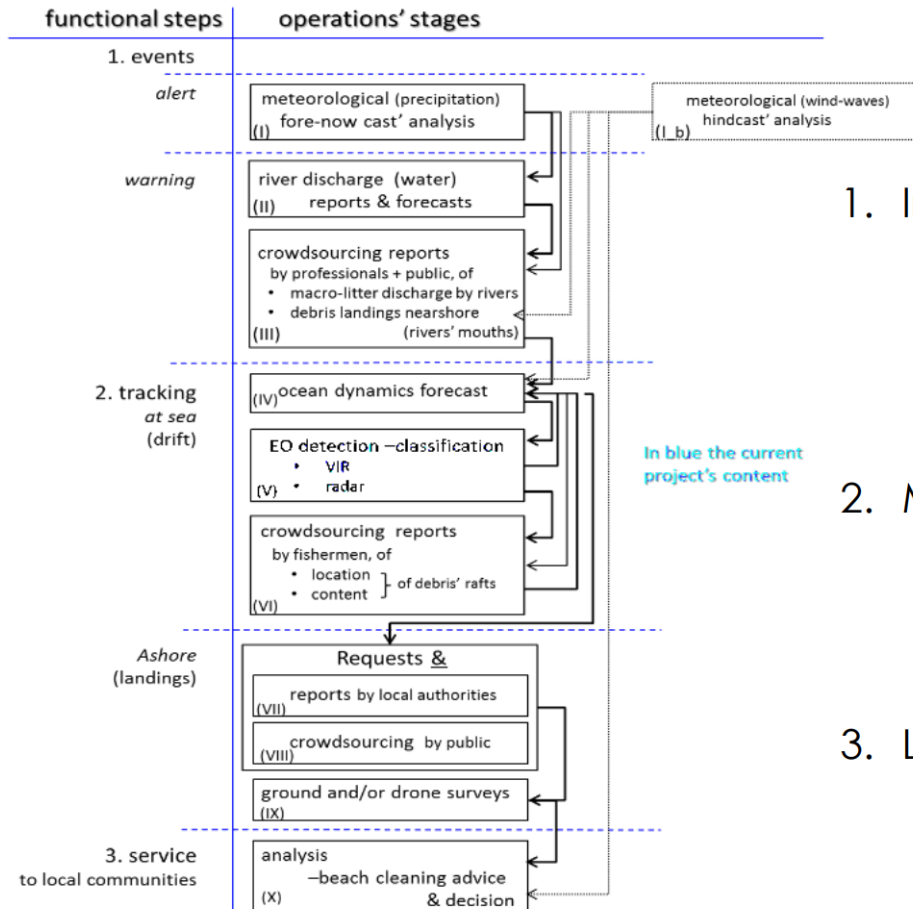 functional steps
operations’ stages
1. events
alert
meteorological (precipitation)
fore-now cast’ analysis
(I)
meteorological (wind-waves)
hindcast’ analysis
(I_b)
warning
river discharge (water)
reports & forecasts
(II)
1. I
crowdsourcing reports
by professionals + public, of
• macro-litter discharge by rivers
• debris landings nearshore
(rivers’ mouths)
(III)
2. tracking
at sea
(drift)
(IV) ocean dynamics forecast
EO detection –classification
• VIR
• radar
(V)
In blue the current
project’s content
2. M
crowdsourcing reports
by fishermen, of
• location
• content
} of debris’ rafts
(VI)
Ashore
(landings)
Requests &
reports by local authorities
(VII)
crowdsourcing by public
(VIII)
3. L
ground and/or drone surveys
(IX)
3. service
to local communities
analysis
–beach cleaning advice
& decision
(X)